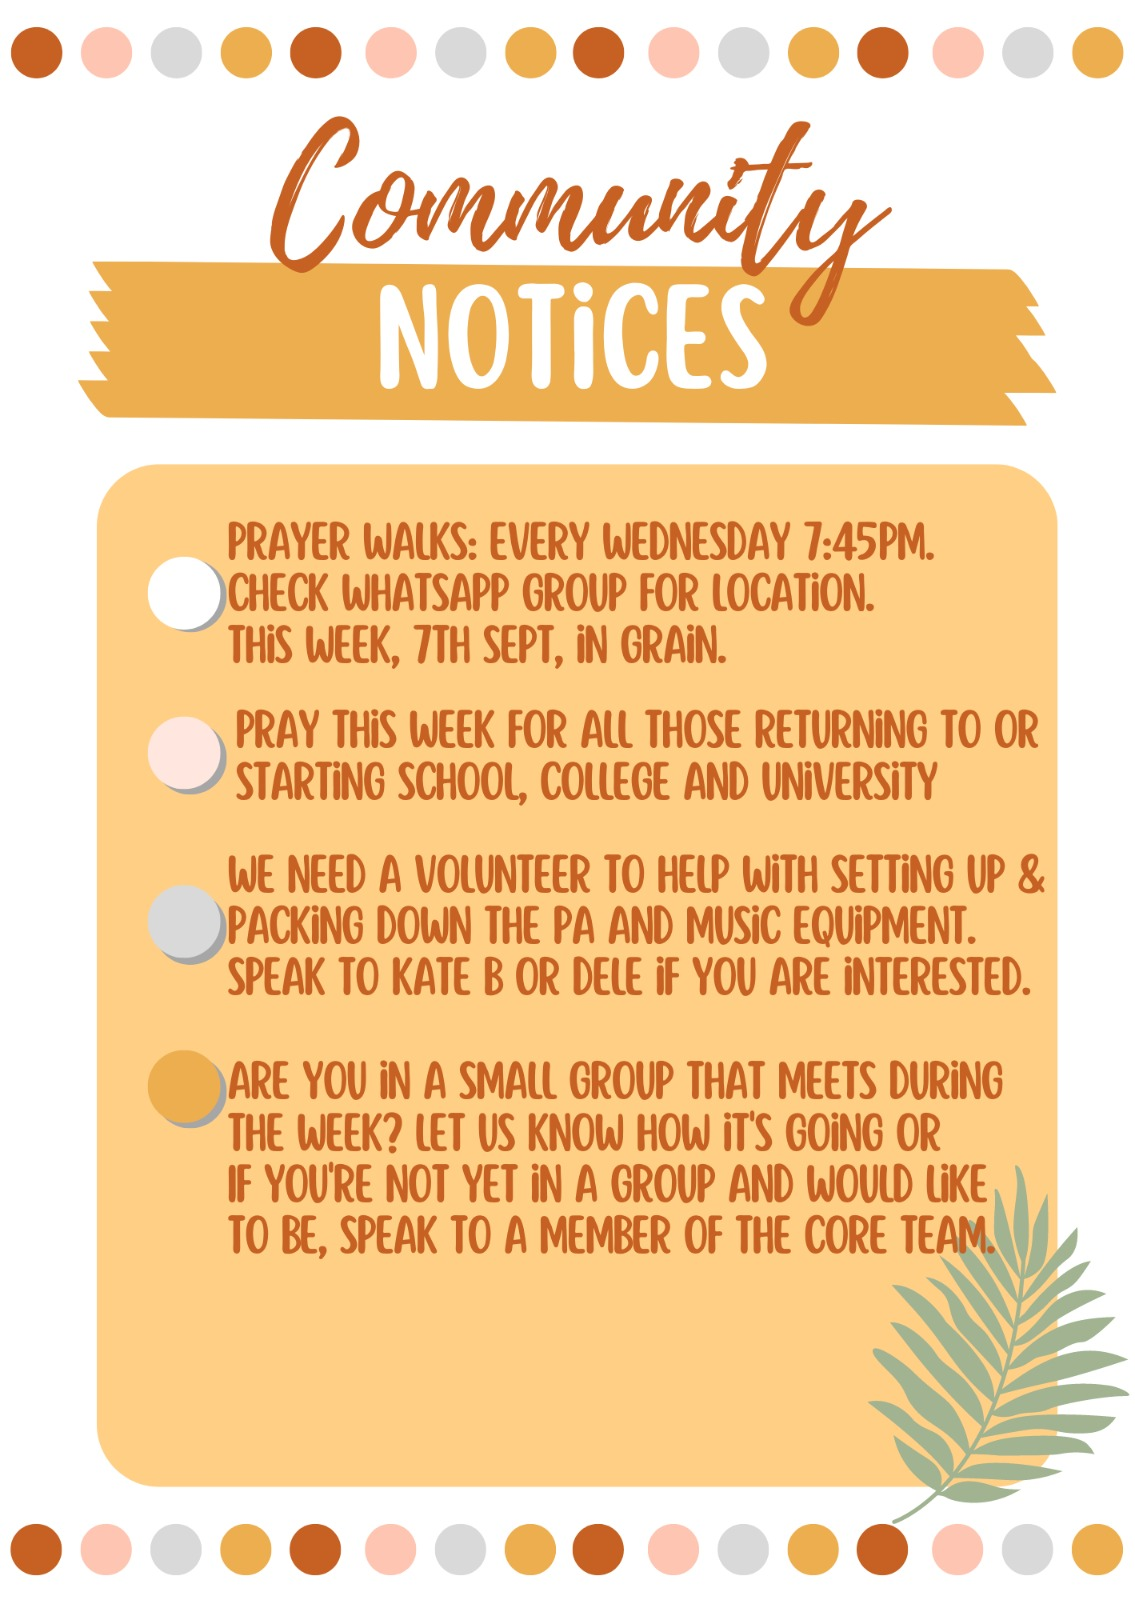 Community
NOTICES
PRAYER WALKS: EVERY WEDNESDAY 7:45PM.
CHECK WHATSAPP GROUP FOR LOCATION.
THIS WEEK, 7TH SEPT, IN GRAIN.
PRAY THIS WEEK FOR ALL THOSE RETURNING TO OR
STARTING SCHOOL, COLLEGE AND UNIVERSITY
WE NEED A VOLUNTEER TO HELP WITH SETTING UP &
PACKING DOWN THE PA AND MUSIC EQUIPMENT.
SPEAK TO KATE B OR DELE IF YOU ARE INTERESTED.
ARE YOU IN A SMALL GROUP THAT MEETS DURING
THE WEEK? LET US KNOW HOW IT'S GOING OR
IF YOU'RE NOT YET IN A GROUP AND WOULD LIKE
TO BE, SPEAK TO A MEMBER OF THE CORE TEAM.